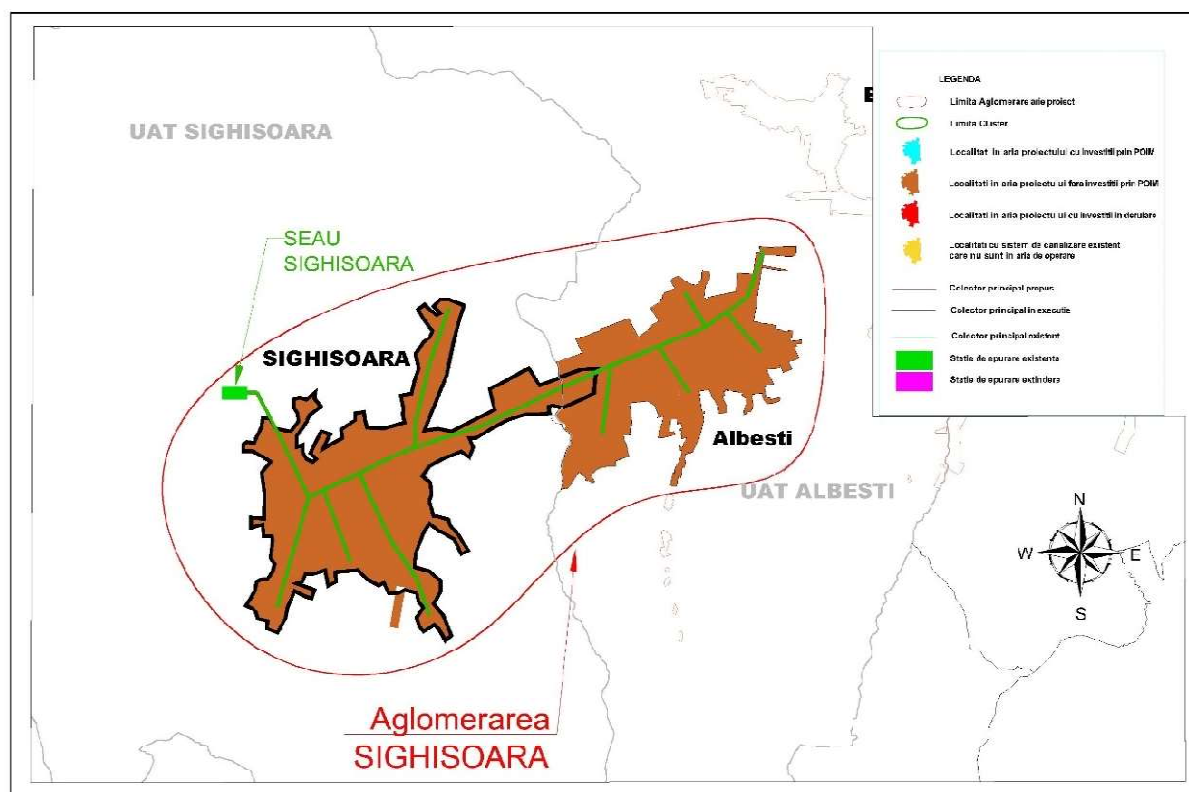 UAT SIGHISOARA
SEAU
SIGHISOARA
SIGHISOARA
Albesti
UAT ALBESTI
Aglomerarea
SIGHISOARA
LEGENDA
Limita Aglomerare arie proiect
Limita Cluster
Localitati in aria proiectului cu investitii prin POIM
Localitati in aria proiectului fara investitii prin POIM
Localitati in aria proiectului cu investitii in derulare
Localitati cu sistem de canalizare existent
care nu sunt in aria de operare
Colector principal propus
Colector principal in executie
Colector principal existent
Statie de epurare existenta
Statie de epurare extindere
N
W
E
S